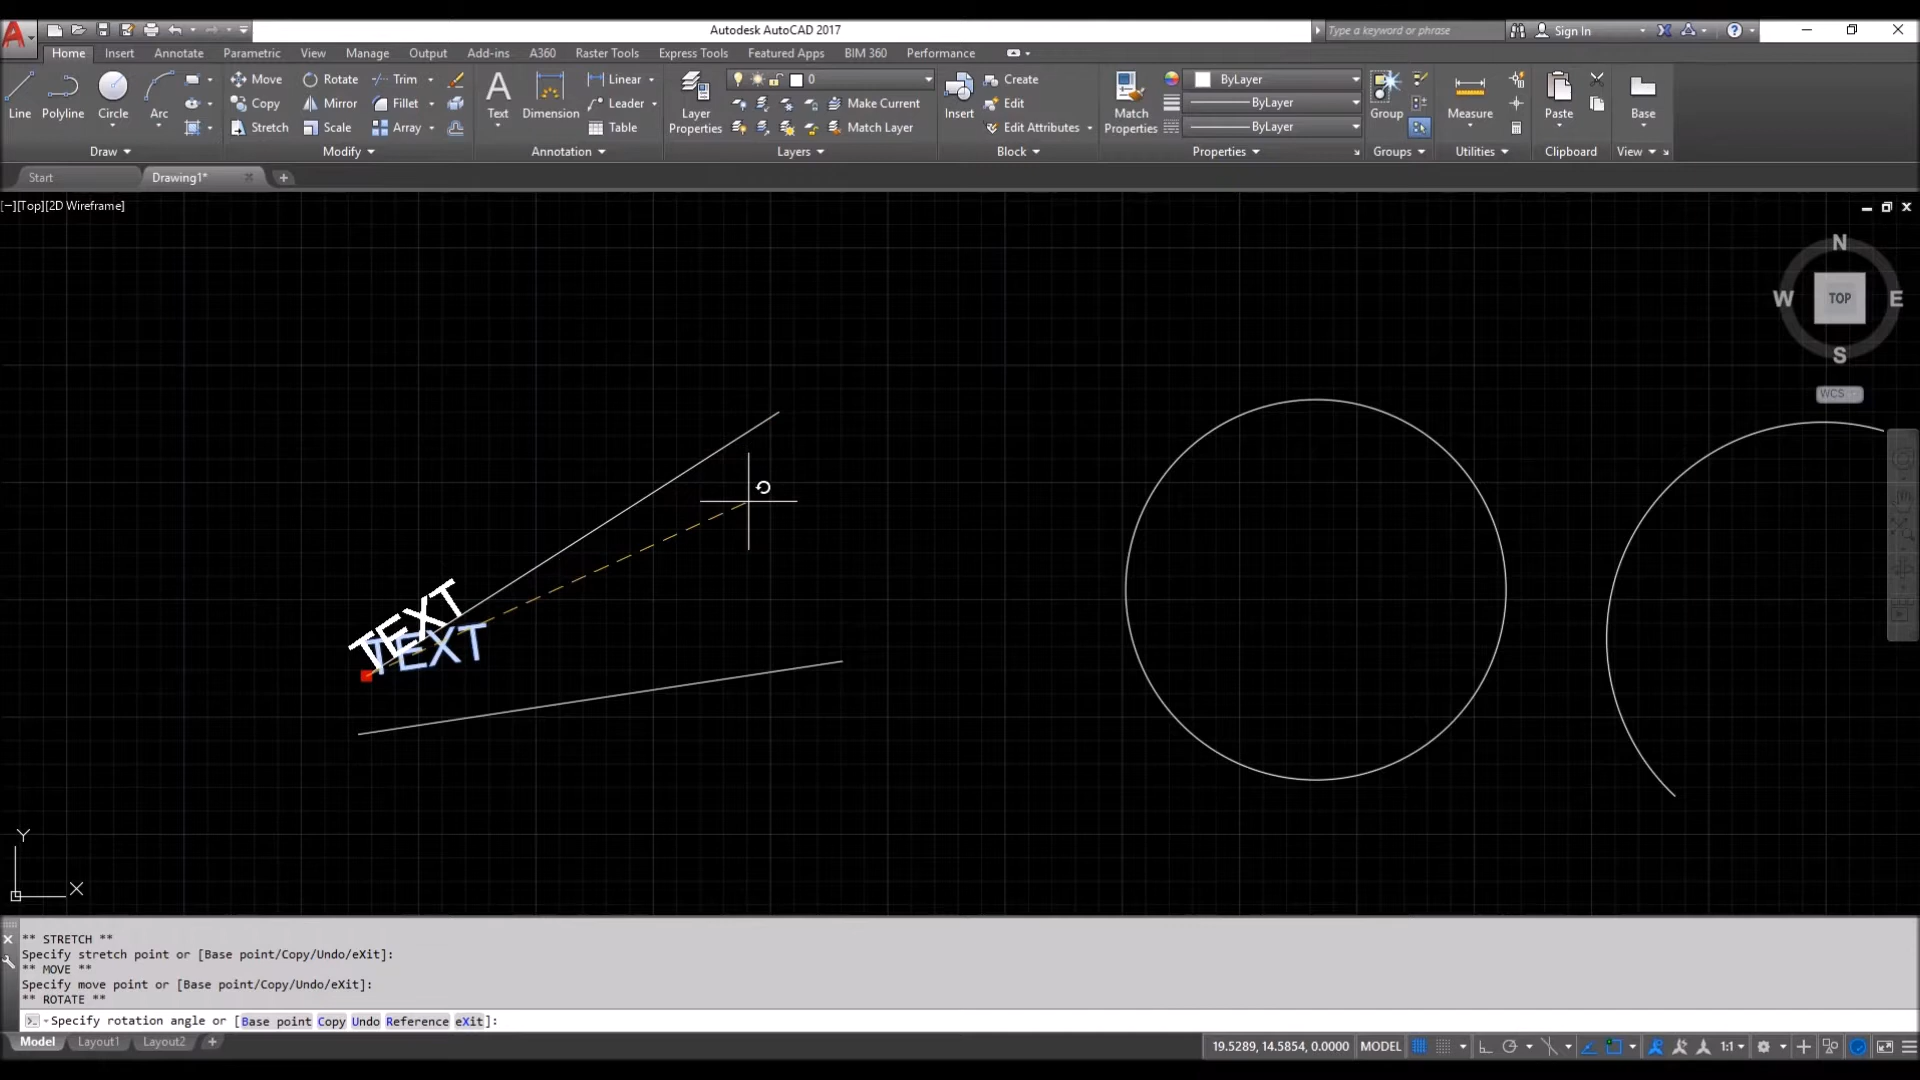 Autodesk AutoCAD 2017
Type a keyword or phrase
Sign In
Home Insert Annotate Parametric View Manage Output Add-ins A360 Raster Tools Express Tools Featured Apps BIM 360 Performance
Line
Polyline
Circle
Arc
Draw
Move Rotate Trim
Copy Mirror Fillet
Stretch Scale Array
Modify
Text
Dimension
Linear
Leader
Table
Annotation
Layer
Properties
0
Make Current
Match Layer
Layers
Insert
Create
Edit
Edit Attributes
Block
Match
Properties
ByLayer
ByLayer
ByLayer
Properties
Group
Groups
Measure
Utilities
Paste
Clipboard
Base
View
Start Drawing1*
[−][Top][2D Wireframe]
N
W TOP E
S
WCS
TEXT
TEXT
Y
X
** STRETCH **
Specify stretch point or [Base point/Copy/Undo/eXit]:
** MOVE **
Specify move point or [Base point/Copy/Undo/eXit]:
** ROTATE **
Specify rotation angle or [Base point Copy Undo Reference eXit]:
Model Layout1 Layout2
19.5289, 14.5854, 0.0000 MODEL 1:1